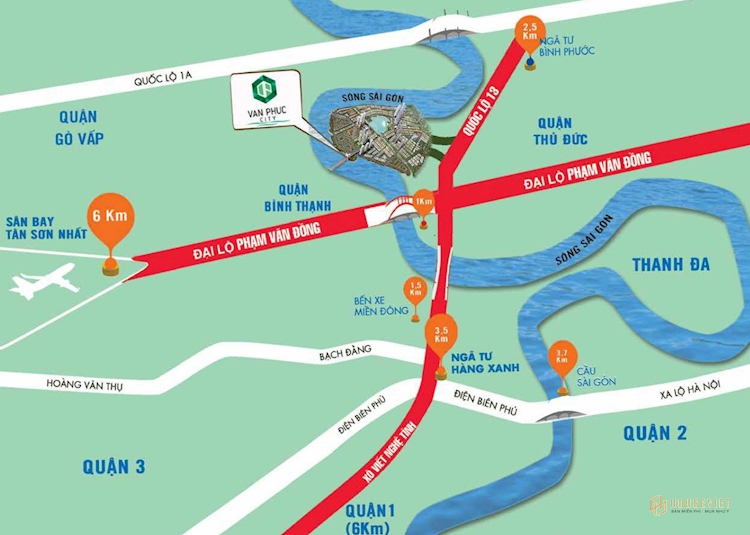 2,5
Km
NGÃ TƯ
BÌNH PHƯỚC
QUỐC LỘ 1A
VAN PHUC
CITY
SÔNG SÀI GÒN
QUỐC LỘ 13
QUẬN
GÒ VẤP
QUẬN
THỦ ĐỨC
ĐẠI LỘ PHẠM VĂN ĐỒNG
QUẬN
BÌNH THẠNH
1Km
SÂN BAY
TÂN SƠN NHẤT
6 Km
ĐẠI LỘ PHẠM VĂN ĐỒNG
SÔNG SÀI GÒN
THANH ĐA
1,5
Km
BẾN XE
MIỀN ĐÔNG
3,5
Km
NGÃ TƯ
HÀNG XANH
BẠCH ĐẰNG
3,7
Km
CẦU
SÀI GÒN
HOÀNG VĂN THỤ
ĐIỆN BIÊN PHỦ
ĐIỆN BIÊN PHỦ
XA LỘ HÀ NỘI
QUẬN 2
XÔ VIẾT NGHỆ TĨNH
QUẬN 3
QUẬN 1
(6Km)